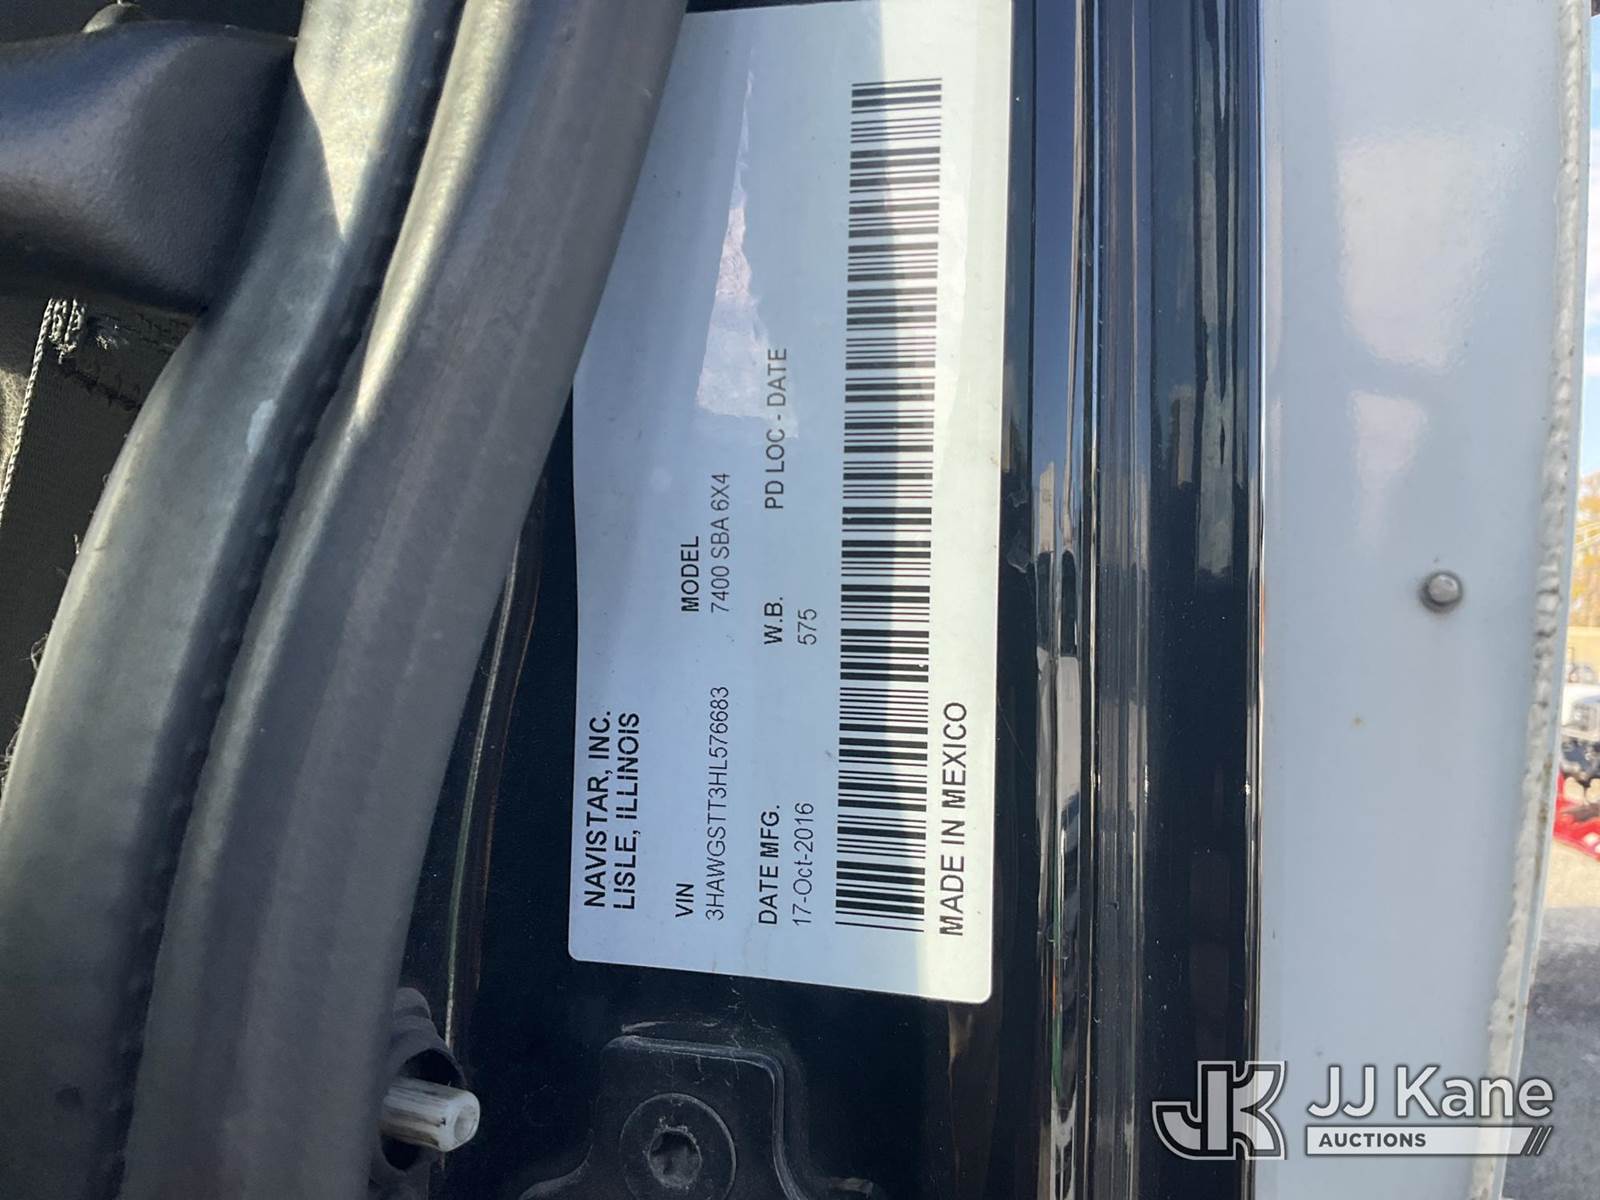 NAVISTAR, INC.
LISLE, ILLINOIS
VIN MODEL
3HAWGSTT3HL576683 7400 SBA 6X4
DATE MFG. W.B. PD LOC - DATE
17-Oct-2016 575
MADE IN MEXICO
JK JJ Kane
AUCTIONS